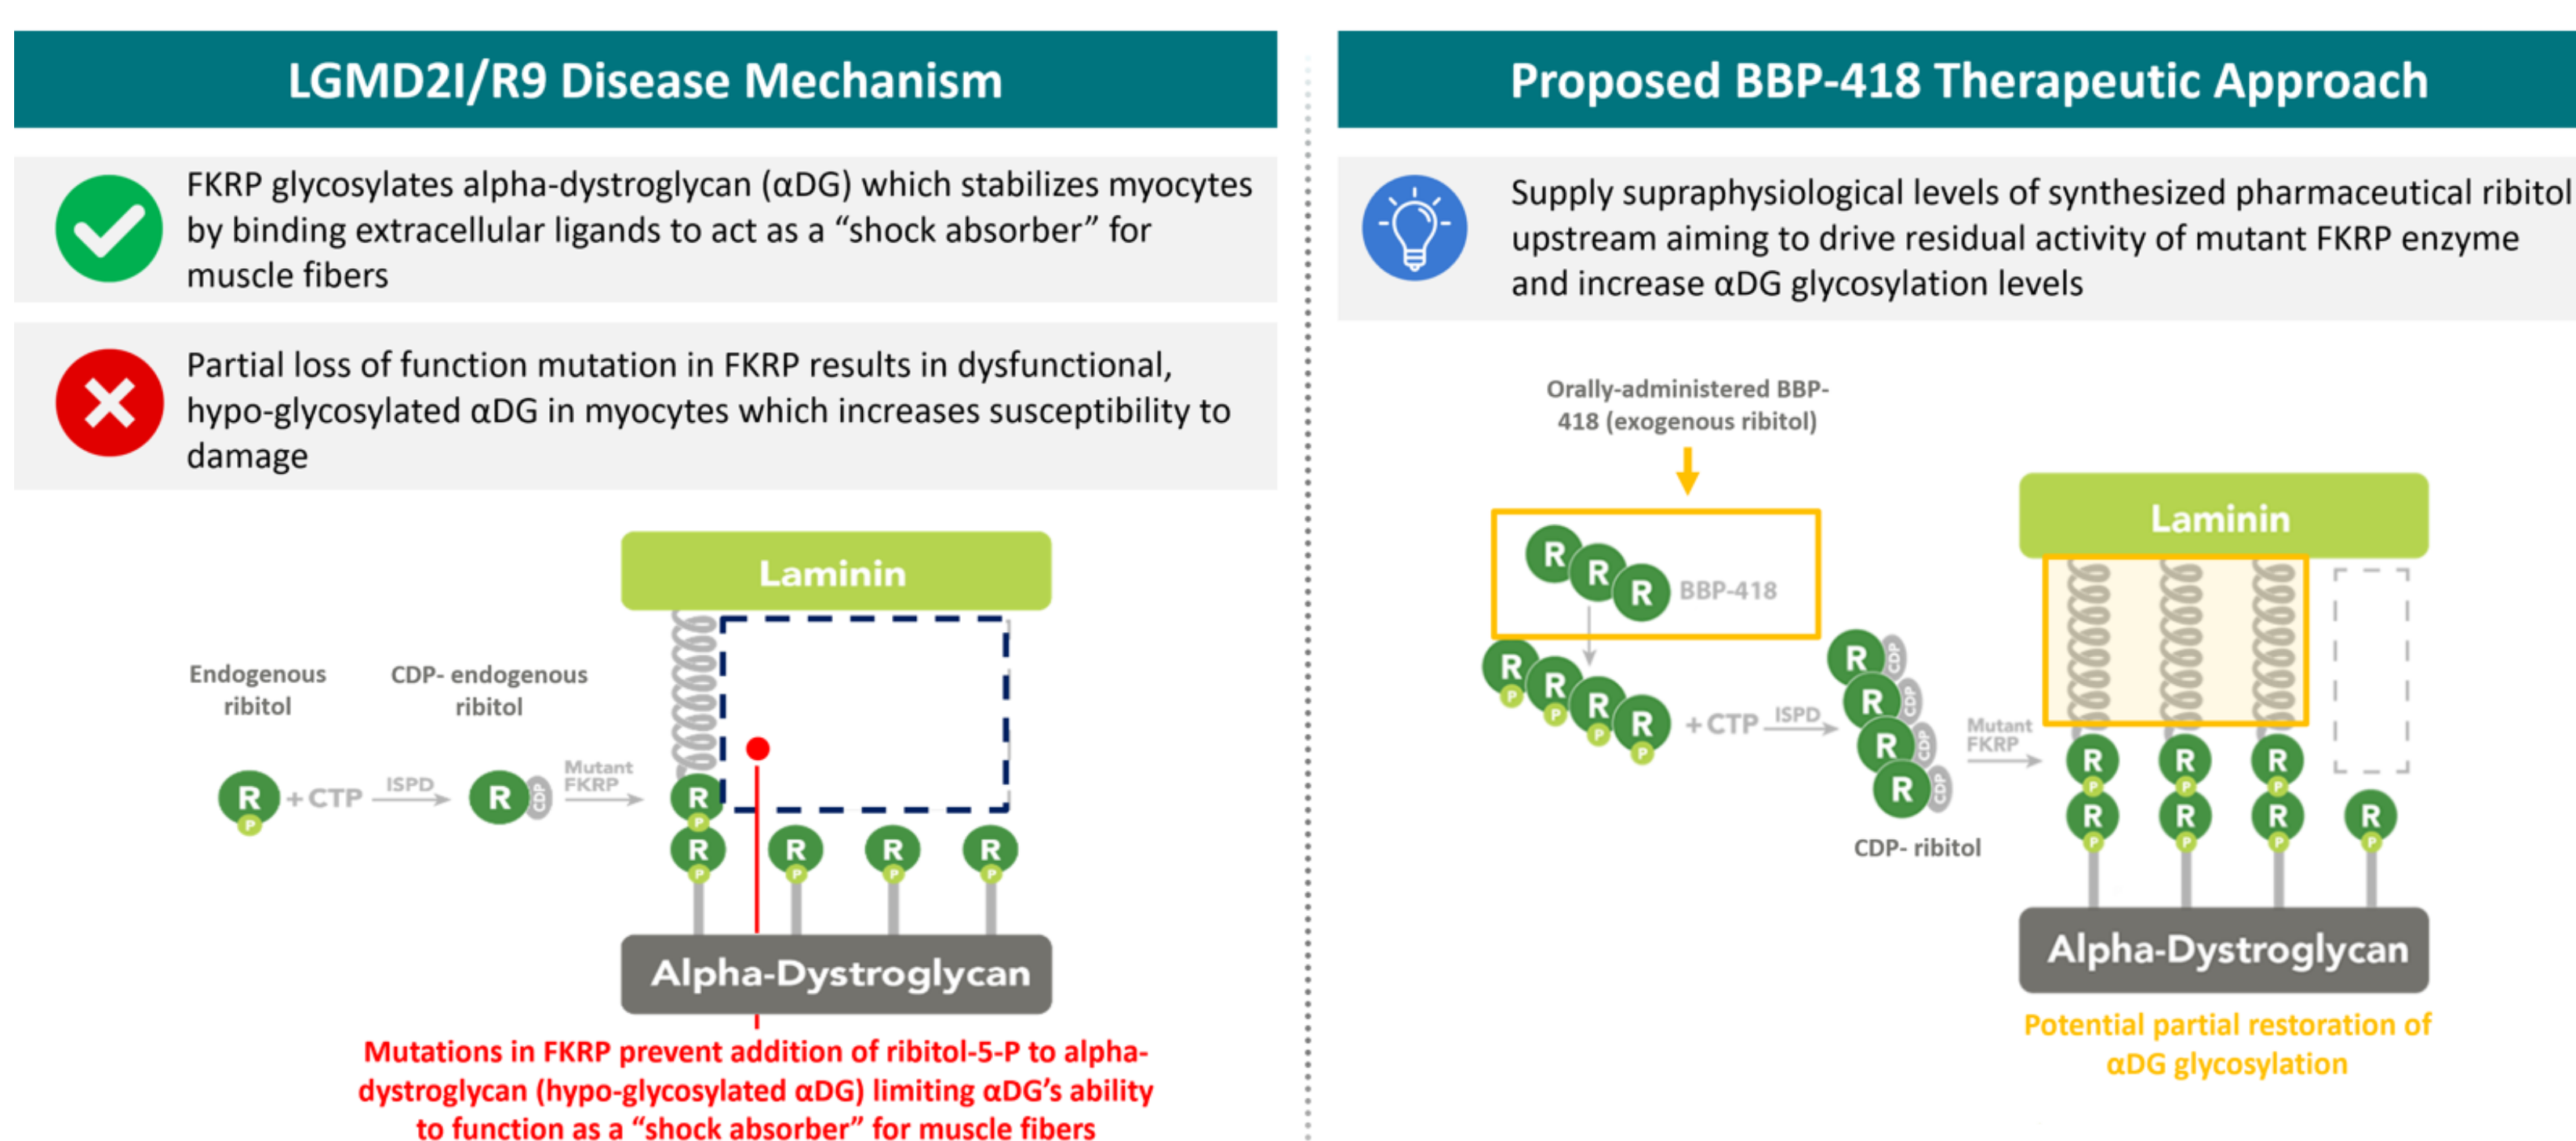 LGMD2I/R9 Disease Mechanism
FKRP glycosylates alpha-dystroglycan (αDG) which stabilizes myocytes
by binding extracellular ligands to act as a “shock absorber” for
muscle fibers
Partial loss of function mutation in FKRP results in dysfunctional,
hypo-glycosylated αDG in myocytes which increases susceptibility to
damage
Laminin
Endogenous
ribitol
CDP- endogenous
ribitol
R
P
+ CTP
ISPD
R
CDP
Mutant
FKRP
R
P
R
P
R
P
R
P
R
P
Alpha-Dystroglycan
Mutations in FKRP prevent addition of ribitol-5-P to alpha-
dystroglycan (hypo-glycosylated αDG) limiting αDG’s ability
to function as a “shock absorber” for muscle fibers
Proposed BBP-418 Therapeutic Approach
Supply supraphysiological levels of synthesized pharmaceutical ribitol
upstream aiming to drive residual activity of mutant FKRP enzyme
and increase αDG glycosylation levels
Orally-administered BBP-
418 (exogenous ribitol)
R
R
R
BBP-418
R
P
R
P
R
P
R
P
+ CTP
ISPD
R
CDP
R
CDP
R
CDP
R
CDP
CDP- ribitol
Mutant
FKRP
Laminin
R
P
R
P
R
P
R
P
R
P
R
P
R
P
Alpha-Dystroglycan
Potential partial restoration of
αDG glycosylation